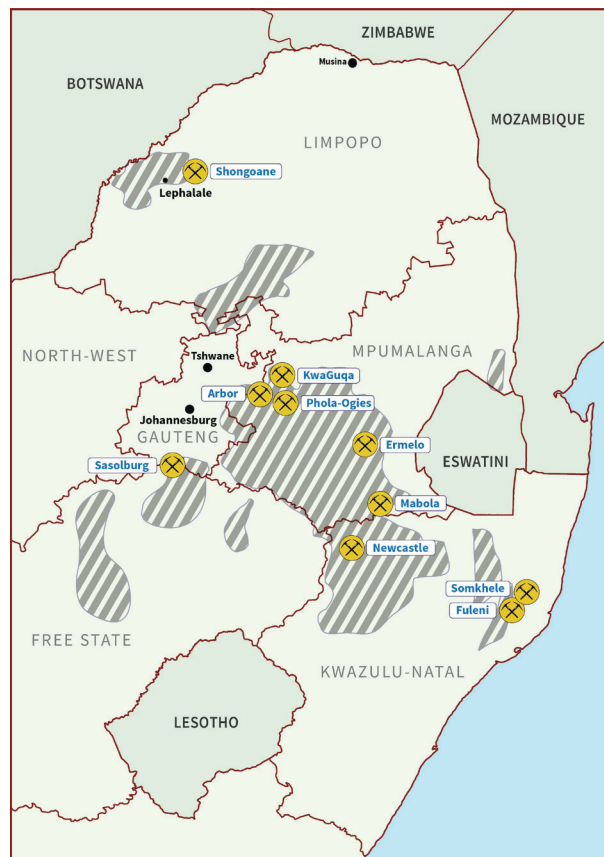 ZIMBABWE
Musina
BOTSWANA
MOZAMBIQUE
LIMPOPO
Shongoane
Lephalale
NORTH-WEST
Tshwane
MPUMALANGA
KwaGuqa
Arbor
Phola-Ogies
Johannesburg
GAUTENG
Ermelo
Sasolburg
ESWATINI
Mabola
Newcastle
Somkhele
Fuleni
FREE STATE
KWAZULU-NATAL
LESOTHO